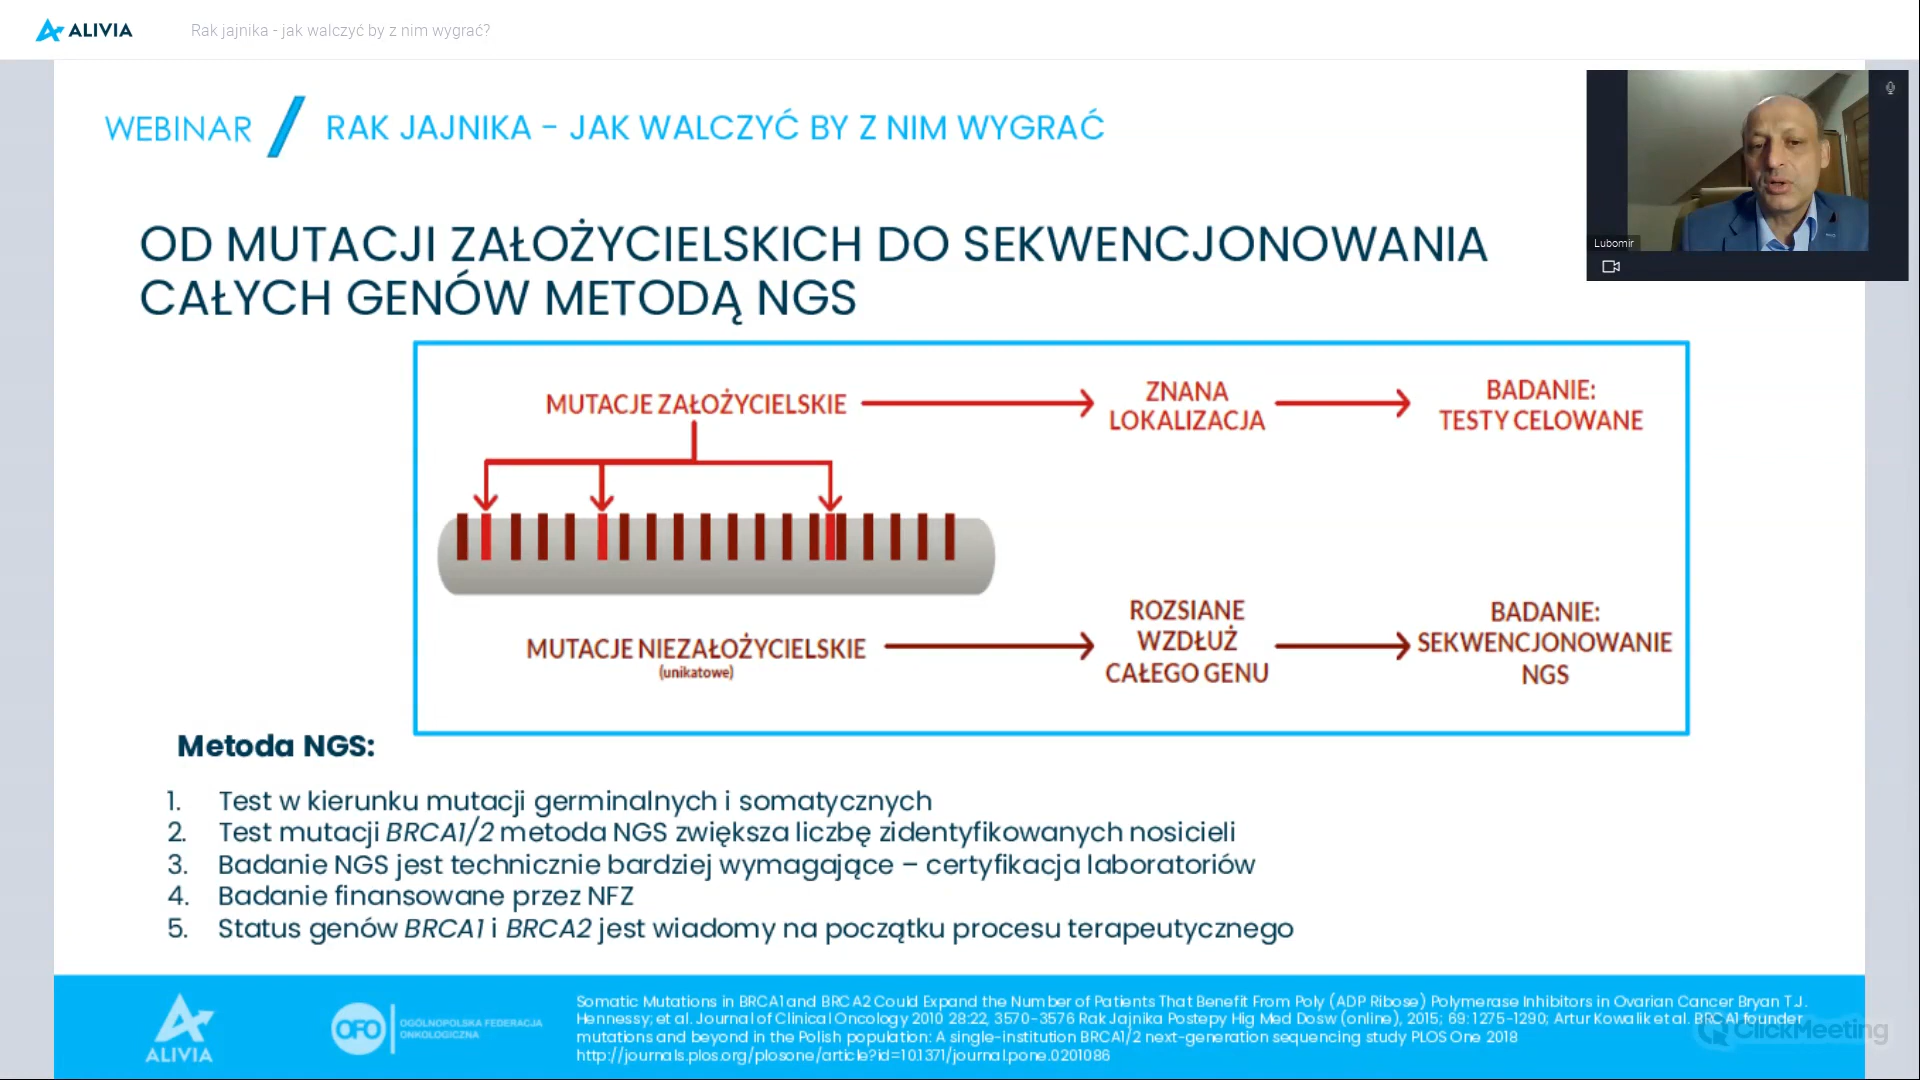 ALIVIA
Rak jajnika - jak walczyć by z nim wygrać?
WEBINAR / RAK JAJNIKA - JAK WALCZYĆ BY Z NIM WYGRAĆ
Lubomir
OD MUTACJI ZAŁOŻYCIELSKICH DO SEKWENCJONOWANIA
CAŁYCH GENÓW METODĄ NGS
MUTACJE ZAŁOŻYCIELSKIE
ZNANA
LOKALIZACJA
BADANIE:
TESTY CELOWANE
MUTACJE NIEZAŁOŻYCIELSKIE
(unikatowe)
ROZSIANE
WZDŁUŻ
CAŁEGO GENU
BADANIE:
SEKWENCJONOWANIE
NGS
Metoda NGS:
1. Test w kierunku mutacji germinalnych i somatycznych
2. Test mutacji BRCA1/2 metoda NGS zwiększa liczbę zidentyfikowanych nosicieli
3. Badanie NGS jest technicznie bardziej wymagające – certyfikacja laboratoriów
4. Badanie finansowane przez NFZ
5. Status genów BRCA1 i BRCA2 jest wiadomy na początku procesu terapeutycznego
ALIVIA
OFO
OGÓLNOPOLSKA FEDERACJA
ONKOLOGICZNA
Somatic Mutations in BRCA1 and BRCA2 Could Expand the Number of Patients That Benefit From Poly (ADP Ribose) Polymerase Inhibitors in Ovarian Cancer Bryan T.J.
Hennessy; et al. Journal of Clinical Oncology 2010 28:22, 3570-3576 Rak Jajnika Postepy Hig Med Dosw (online), 2015; 69: 1275-1290; Artur Kowalik et al. BRCA1 founder
mutations and beyond in the Polish population: A single-institution BRCA1/2 next-generation sequencing study PLOS One 2018
http://journals.plos.org/plosone/article?id=10.1371/journal.pone.0201086
ClickMeeting